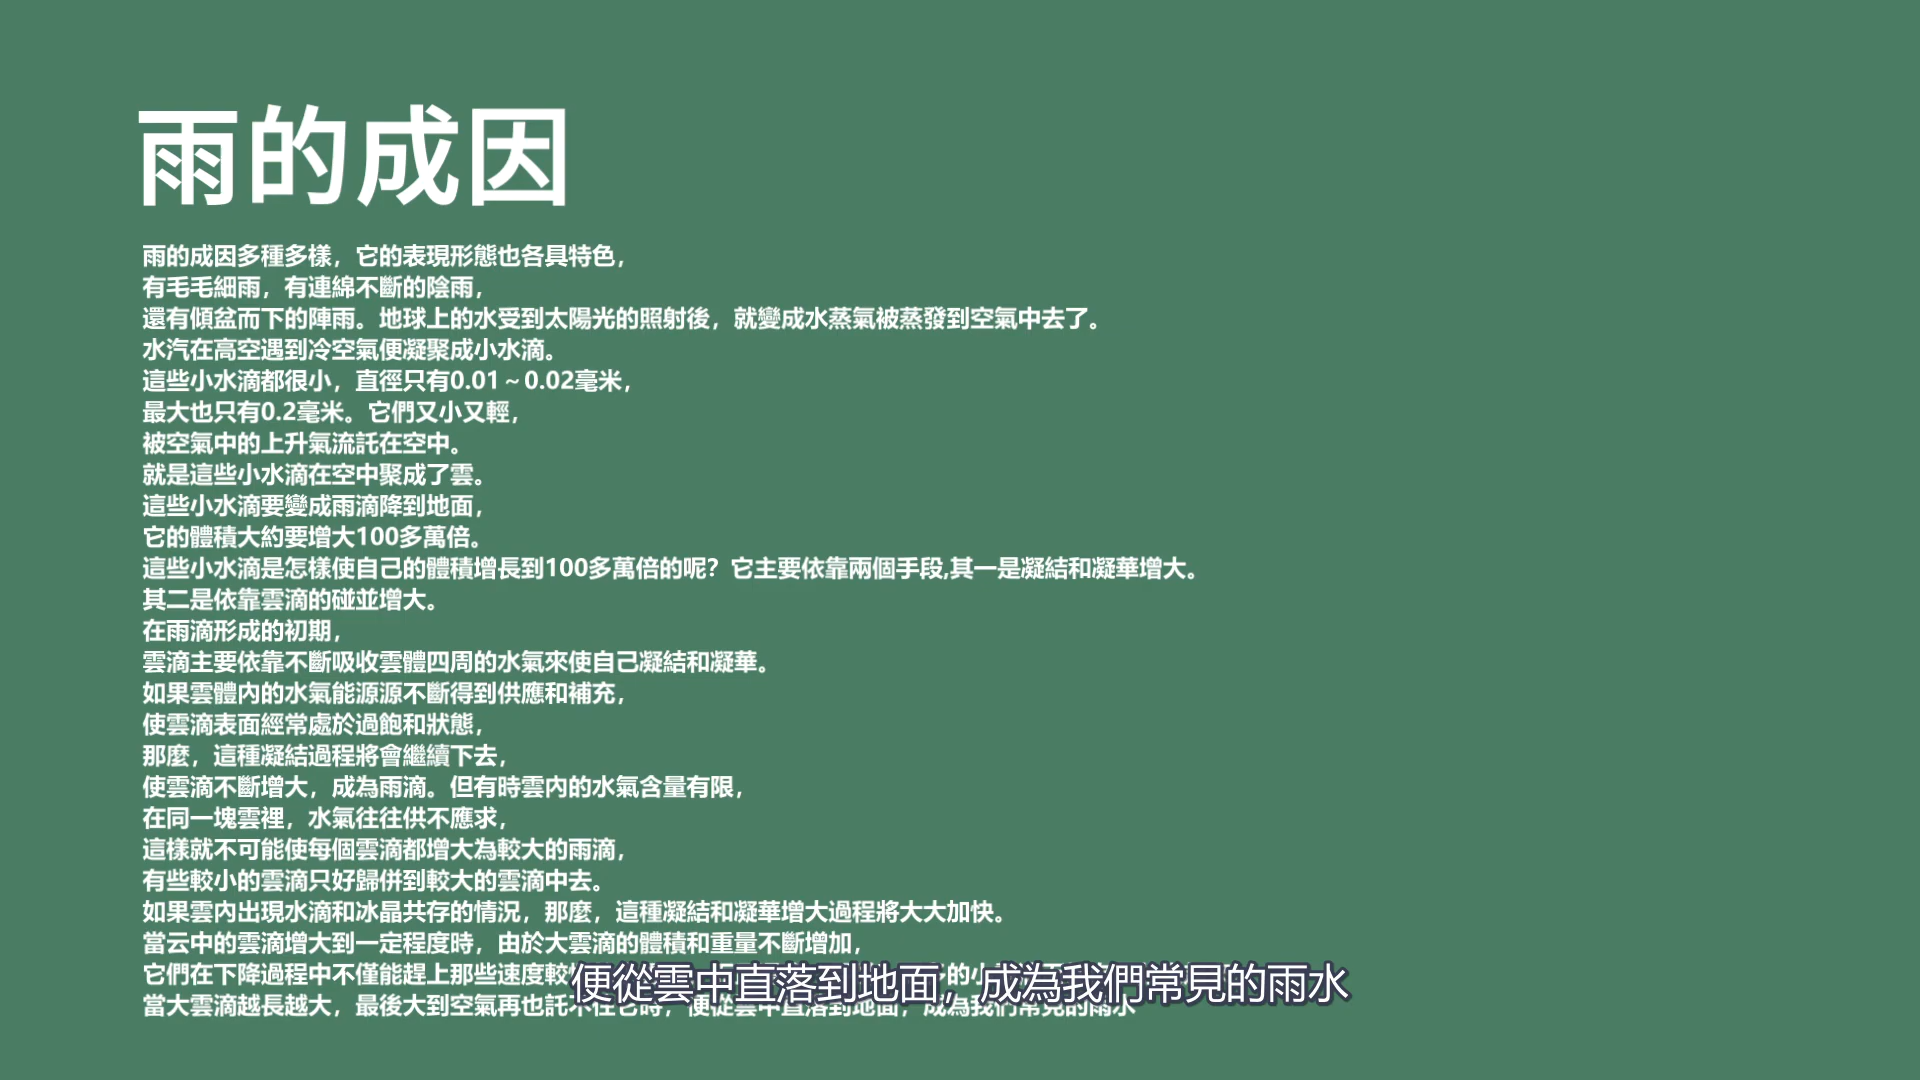 雨的成因
雨的成因多種多樣，它的表現形態也各具特色，
有毛毛細雨，有連綿不斷的陰雨，
還有傾盆而下的陣雨。地球上的水受到太陽光的照射後，就變成水蒸氣被蒸發到空氣中去了。
水汽在高空遇到冷空氣便凝聚成小水滴。
這些小水滴都很小，直徑只有0.01～0.02毫米，
最大也只有0.2毫米。它們又小又輕，
被空氣中的上升氣流託在空中。
就是這些小水滴在空中聚成了雲。
這些小水滴要變成雨滴降到地面，
它的體積大約要增大100多萬倍。
這些小水滴是怎樣使自己的體積增長到100多萬倍的呢？它主要依靠兩個手段,其一是凝結和凝華增大。
其二是依靠雲滴的碰並增大。
在雨滴形成的初期，
雲滴主要依靠不斷吸收雲體四周的水氣來使自己凝結和凝華。
如果雲體內的水氣能源源不斷得到供應和補充，
使雲滴表面經常處於過飽和狀態，
那麼，這種凝結過程將會繼續下去，
使雲滴不斷增大，成為雨滴。但有時雲內的水氣含量有限，
在同一塊雲裡，水氣往往供不應求，
這樣就不可能使每個雲滴都增大為較大的雨滴，
有些較小的雲滴只好歸併到較大的雲滴中去。
如果雲內出現水滴和冰晶共存的情況，那麼，這種凝結和凝華增大過程將大大加快。
當云中的雲滴增大到一定程度時，由於大雲滴的體積和重量不斷增加，
它們在下降過程中不僅能趕上那些速度較
當大雲滴越長越大，最後大到空氣再也託不住它時，便從雲中直落到地面，成為我們常見的雨水
便從雲中直落到地面，成為我們常見的雨水